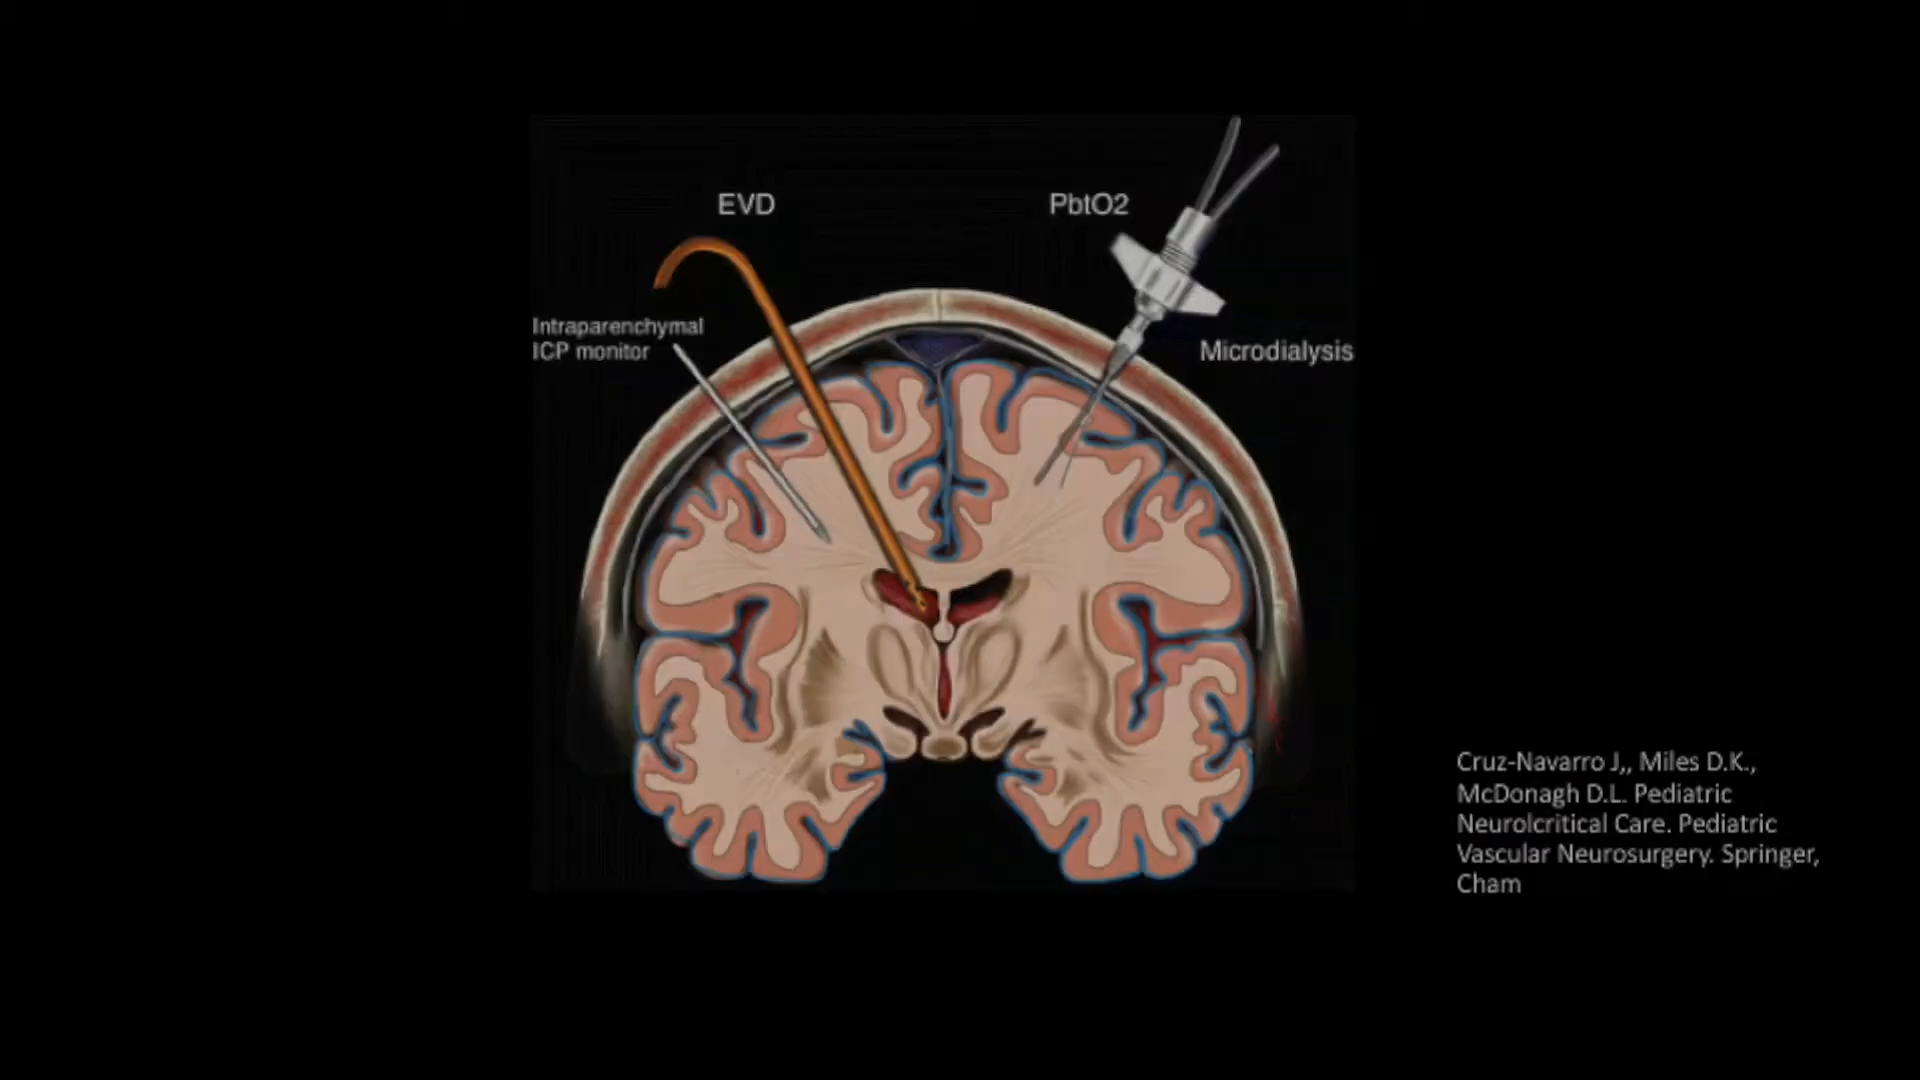 EVD
PbtO2
Intraparenchymal
ICP monitor
Microdialysis
Cruz-Navarro J,, Miles D.K.,
McDonagh D.L. Pediatric
Neurolcritical Care. Pediatric
Vascular Neurosurgery. Springer,
Cham